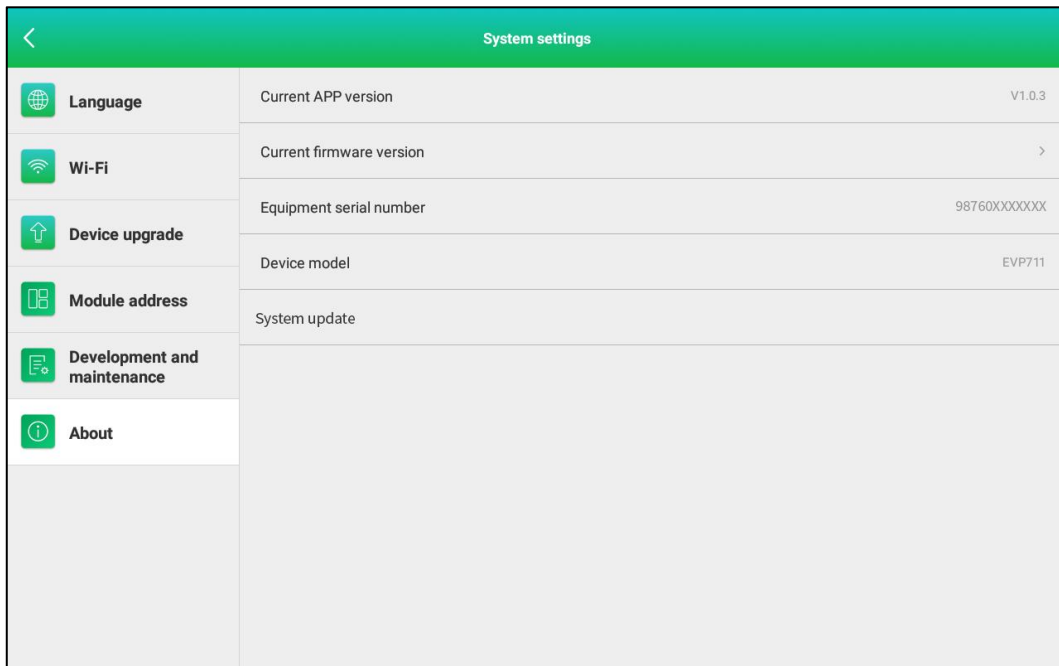 System settings
Language
Wi-Fi
Device upgrade
Module address
Development and
maintenance
About
Current APP version V1.0.3
Current firmware version
Equipment serial number 98760XXXXXXX
Device model EVP711
System update